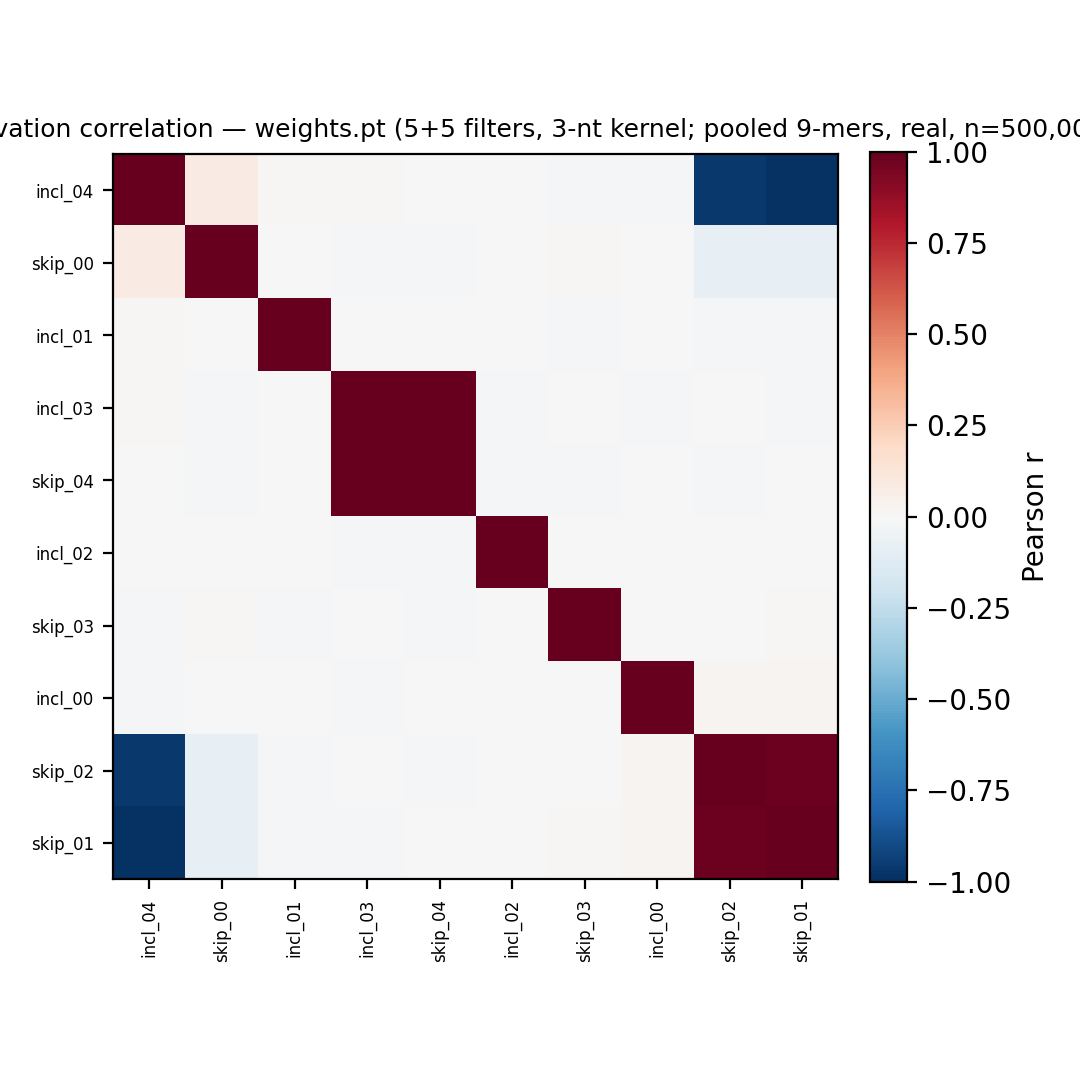 vation correlation — weights.pt (5+5 filters, 3-nt kernel; pooled 9-mers, real, n=500,00
incl_04
skip_00
incl_01
incl_03
skip_04
incl_02
skip_03
incl_00
skip_02
skip_01
incl_04
skip_00
incl_01
incl_03
skip_04
incl_02
skip_03
incl_00
skip_02
skip_01
1.00
0.75
0.50
0.25
0.00
−0.25
−0.50
−0.75
−1.00
Pearson r